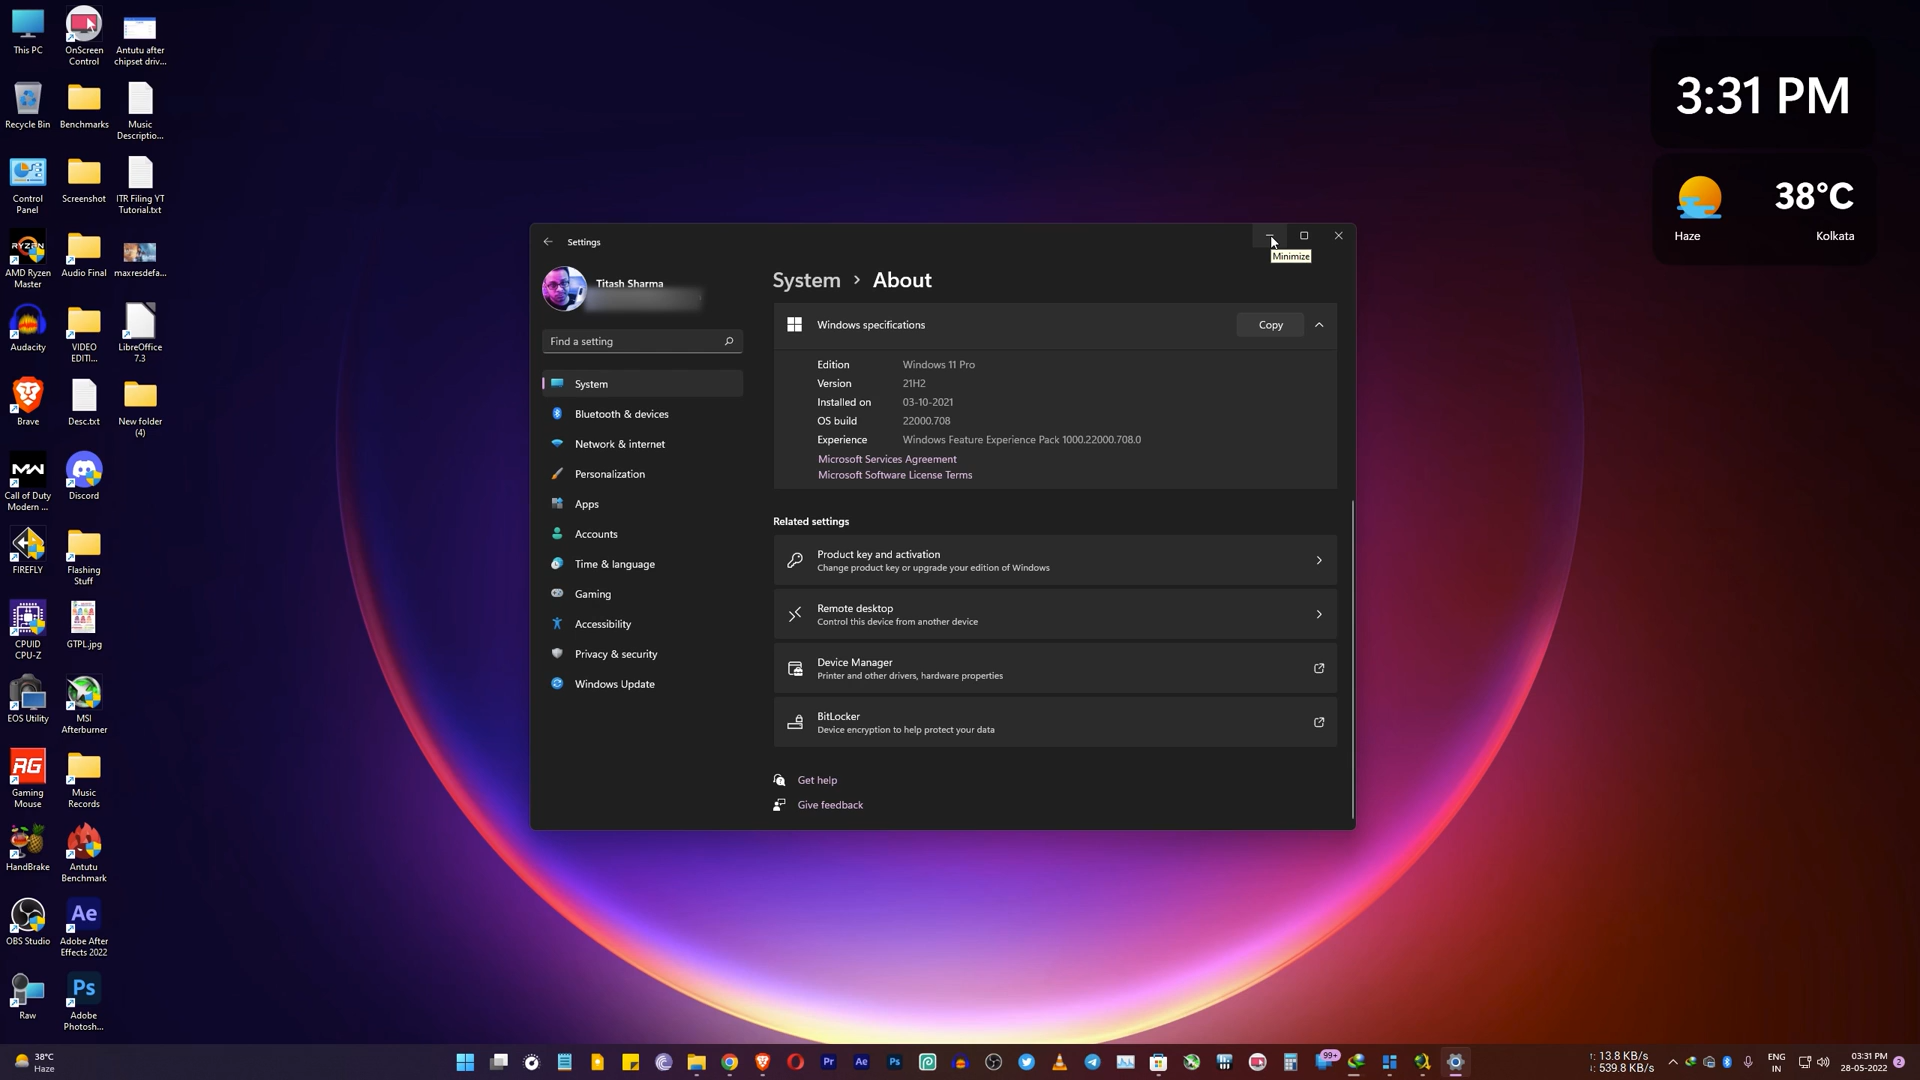 This PC
OnScreen
Control
Antutu after
chipset driv...
Recycle Bin
Benchmarks
Music
Descriptio...
Control
Panel
Screenshot
ITR Filing YT
Tutorial.txt
RYZEN
AMD Ryzen
Master
Audio Final
maxresdefa...
Audacity
VIDEO
EDITI...
LibreOffice
7.3
Brave
Desc.txt
New folder
(4)
MW
Call of Duty
Modern ...
Discord
FIREFLY
Flashing
Stuff
CPUID
CPU-Z
GTPL.jpg
EOS Utility
MSI
Afterburner
RG
Gaming
Mouse
Music
Records
HandBrake
Antutu
Benchmark
OBS Studio
Ae
Adobe After
Effects 2022
Raw
Ps
Adobe
Photosh...
3:31 PM
38°C
Haze
Kolkata
Settings
Minimize
Titash Sharma
Find a setting
System
Bluetooth & devices
Network & internet
Personalization
Apps
Accounts
Time & language
Gaming
Accessibility
Privacy & security
Windows Update
System > About
Windows specifications
Copy
Edition Windows 11 Pro
Version 21H2
Installed on 03-10-2021
OS build 22000.708
Experience Windows Feature Experience Pack 1000.22000.708.0
Microsoft Services Agreement
Microsoft Software License Terms
Related settings
Product key and activation
Change product key or upgrade your edition of Windows
Remote desktop
Control this device from another device
Device Manager
Printer and other drivers, hardware properties
BitLocker
Device encryption to help protect your data
Get help
Give feedback
38°C
Haze
Pr
Ae
Ps
99+
↑: 13.8 KB/s
↓: 539.8 KB/s
ENG
IN
03:31 PM
28-05-2022
2